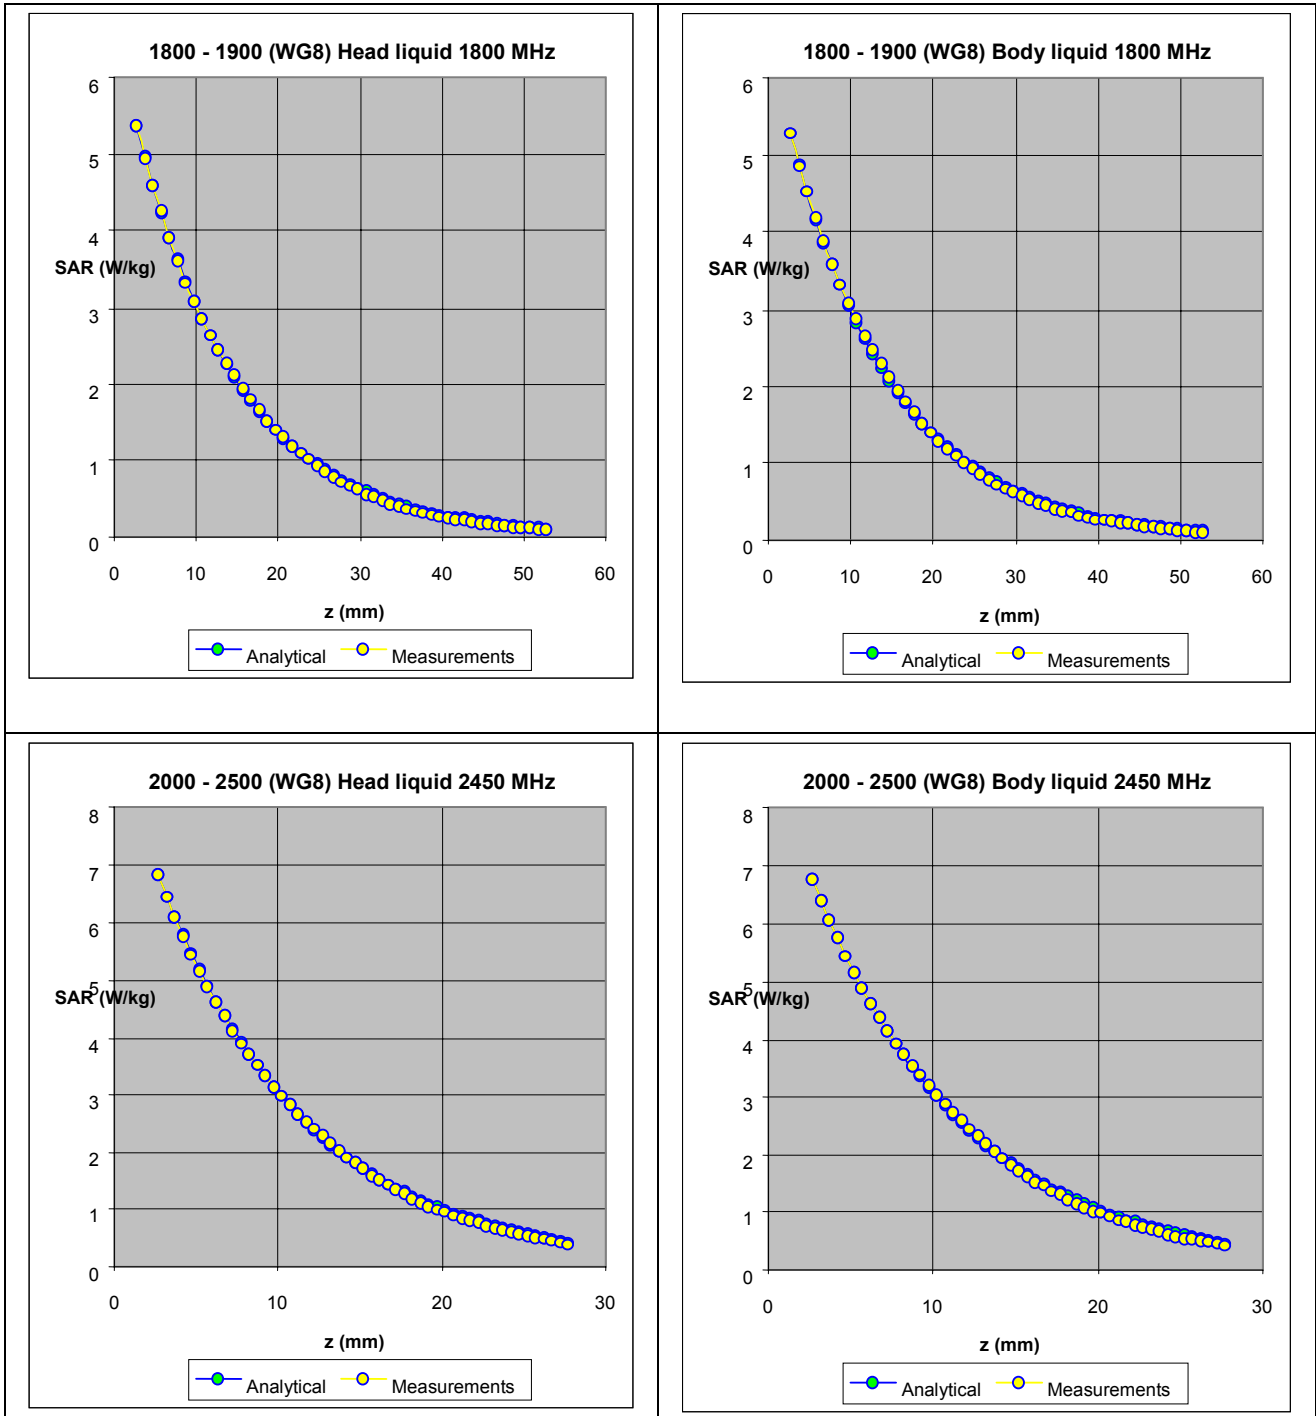 1800 - 1900 (WG8) Head liquid 1800 MHz
6
5
4
SAR (W/kg)
3
2
1
0
0 10 20 30 40 50 60
z (mm)
Analytical Measurements
1800 - 1900 (WG8) Body liquid 1800 MHz
6
5
4
SAR (W/kg)
3
2
1
0
0 10 20 30 40 50 60
z (mm)
Analytical Measurements
2000 - 2500 (WG8) Head liquid 2450 MHz
8
7
6
5
SAR (W/kg)
4
3
2
1
0
0 10 20 30
z (mm)
Analytical Measurements
2000 - 2500 (WG8) Body liquid 2450 MHz
8
7
6
5
SAR (W/kg)
4
3
2
1
0
0 10 20 30
z (mm)
Analytical Measurements